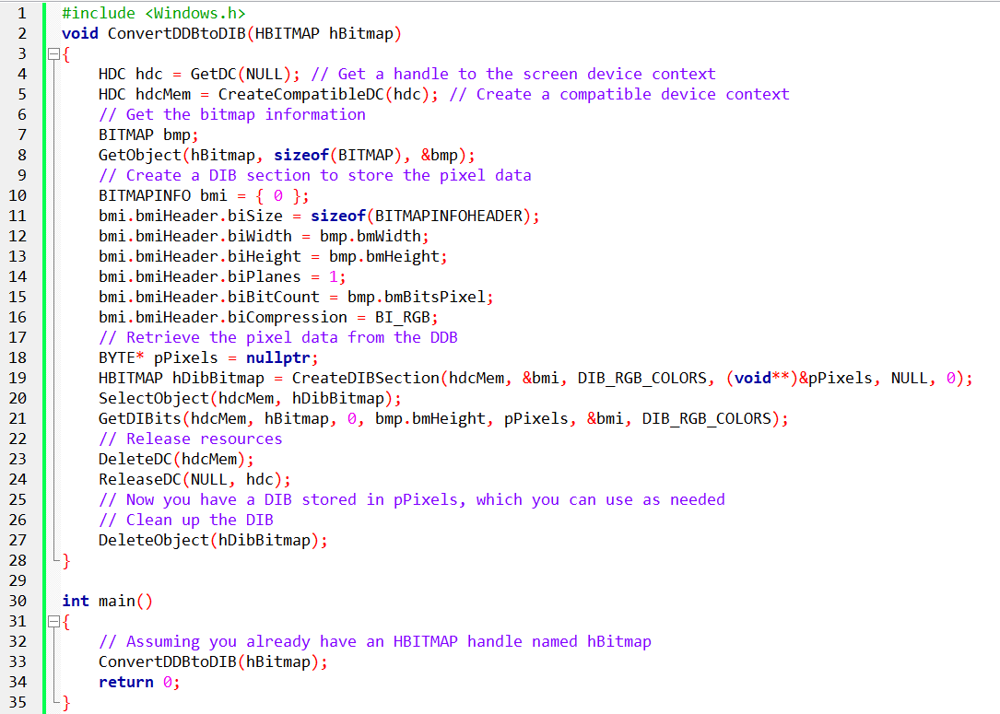 1 #include <Windows.h>
2 void ConvertDDBtoDIB(HBITMAP hBitmap)
3 {
4     HDC hdc = GetDC(NULL); // Get a handle to the screen device context
5     HDC hdcMem = CreateCompatibleDC(hdc); // Create a compatible device context
6     // Get the bitmap information
7     BITMAP bmp;
8     GetObject(hBitmap, sizeof(BITMAP), &bmp);
9     // Create a DIB section to store the pixel data
10     BITMAPINFO bmi = { 0 };
11     bmi.bmiHeader.biSize = sizeof(BITMAPINFOHEADER);
12     bmi.bmiHeader.biWidth = bmp.bmWidth;
13     bmi.bmiHeader.biHeight = bmp.bmHeight;
14     bmi.bmiHeader.biPlanes = 1;
15     bmi.bmiHeader.biBitCount = bmp.bmBitsPixel;
16     bmi.bmiHeader.biCompression = BI_RGB;
17     // Retrieve the pixel data from the DDB
18     BYTE* pPixels = nullptr;
19     HBITMAP hDibBitmap = CreateDIBSection(hdcMem, &bmi, DIB_RGB_COLORS, (void**)&pPixels, NULL, 0);
20     SelectObject(hdcMem, hDibBitmap);
21     GetDIBits(hdcMem, hBitmap, 0, bmp.bmHeight, pPixels, &bmi, DIB_RGB_COLORS);
22     // Release resources
23     DeleteDC(hdcMem);
24     ReleaseDC(NULL, hdc);
25     // Now you have a DIB stored in pPixels, which you can use as needed
26     // Clean up the DIB
27     DeleteObject(hDibBitmap);
28 }
29
30 int main()
31 {
32     // Assuming you already have an HBITMAP handle named hBitmap
33     ConvertDDBtoDIB(hBitmap);
34     return 0;
35 }